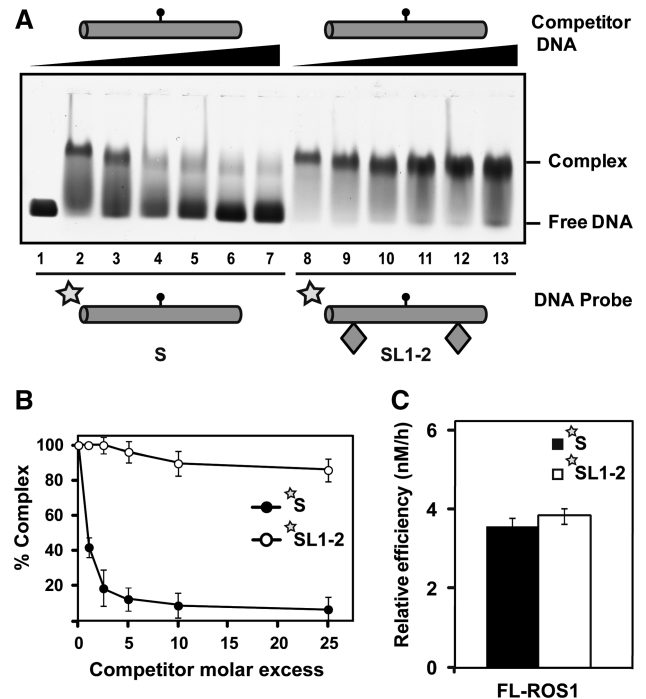 A
Competitor
DNA
Complex
Free DNA
1 2 3 4 5 6 7 8 9 10 11 12 13
DNA Probe
S SL1-2
B
% Complex
100
80
60
40
20
S
SL1-2
0 5 10 15 20 25
Competitor molar excess
C
Relative efficiency (nM/h)
6
4
2
0
S
SL1-2
FL-ROS1